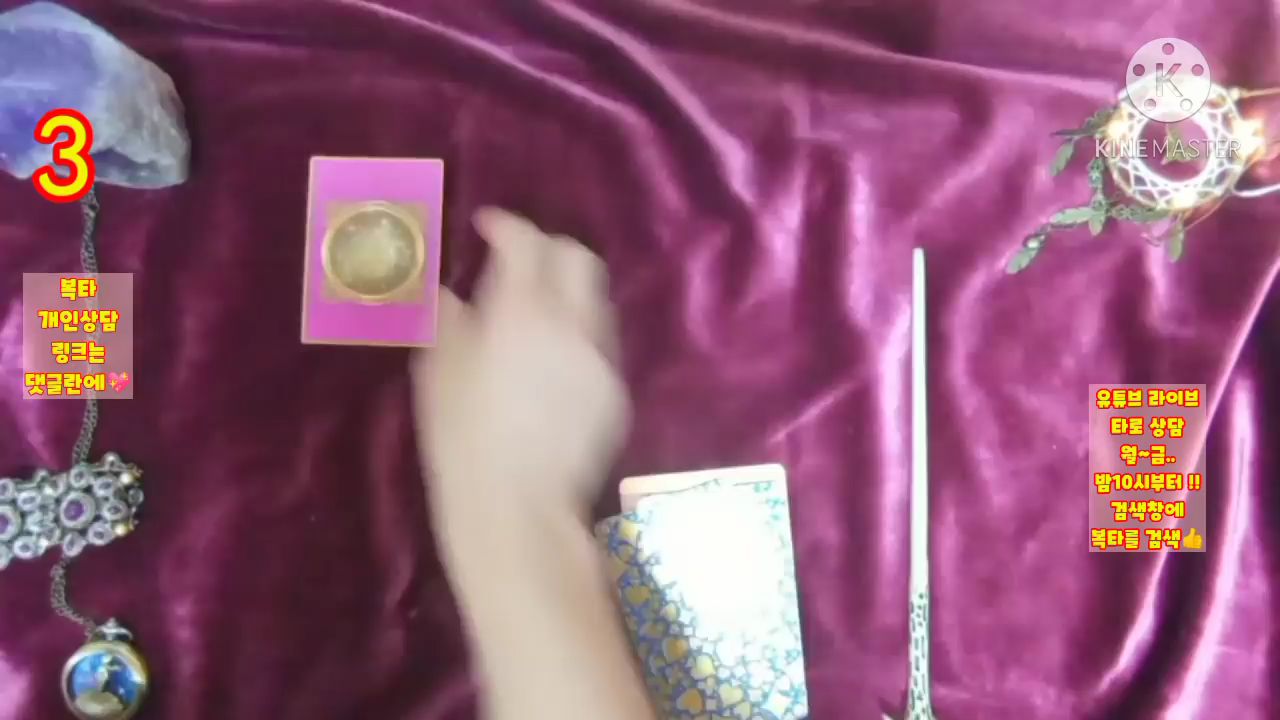 3
복타
개인상담
링크는
댓글란에💖
K
KINEMASTER
유튜브 라이브
타로 상담
월~금..
밤10시부터 !!
검색창에
복타를 검색👍